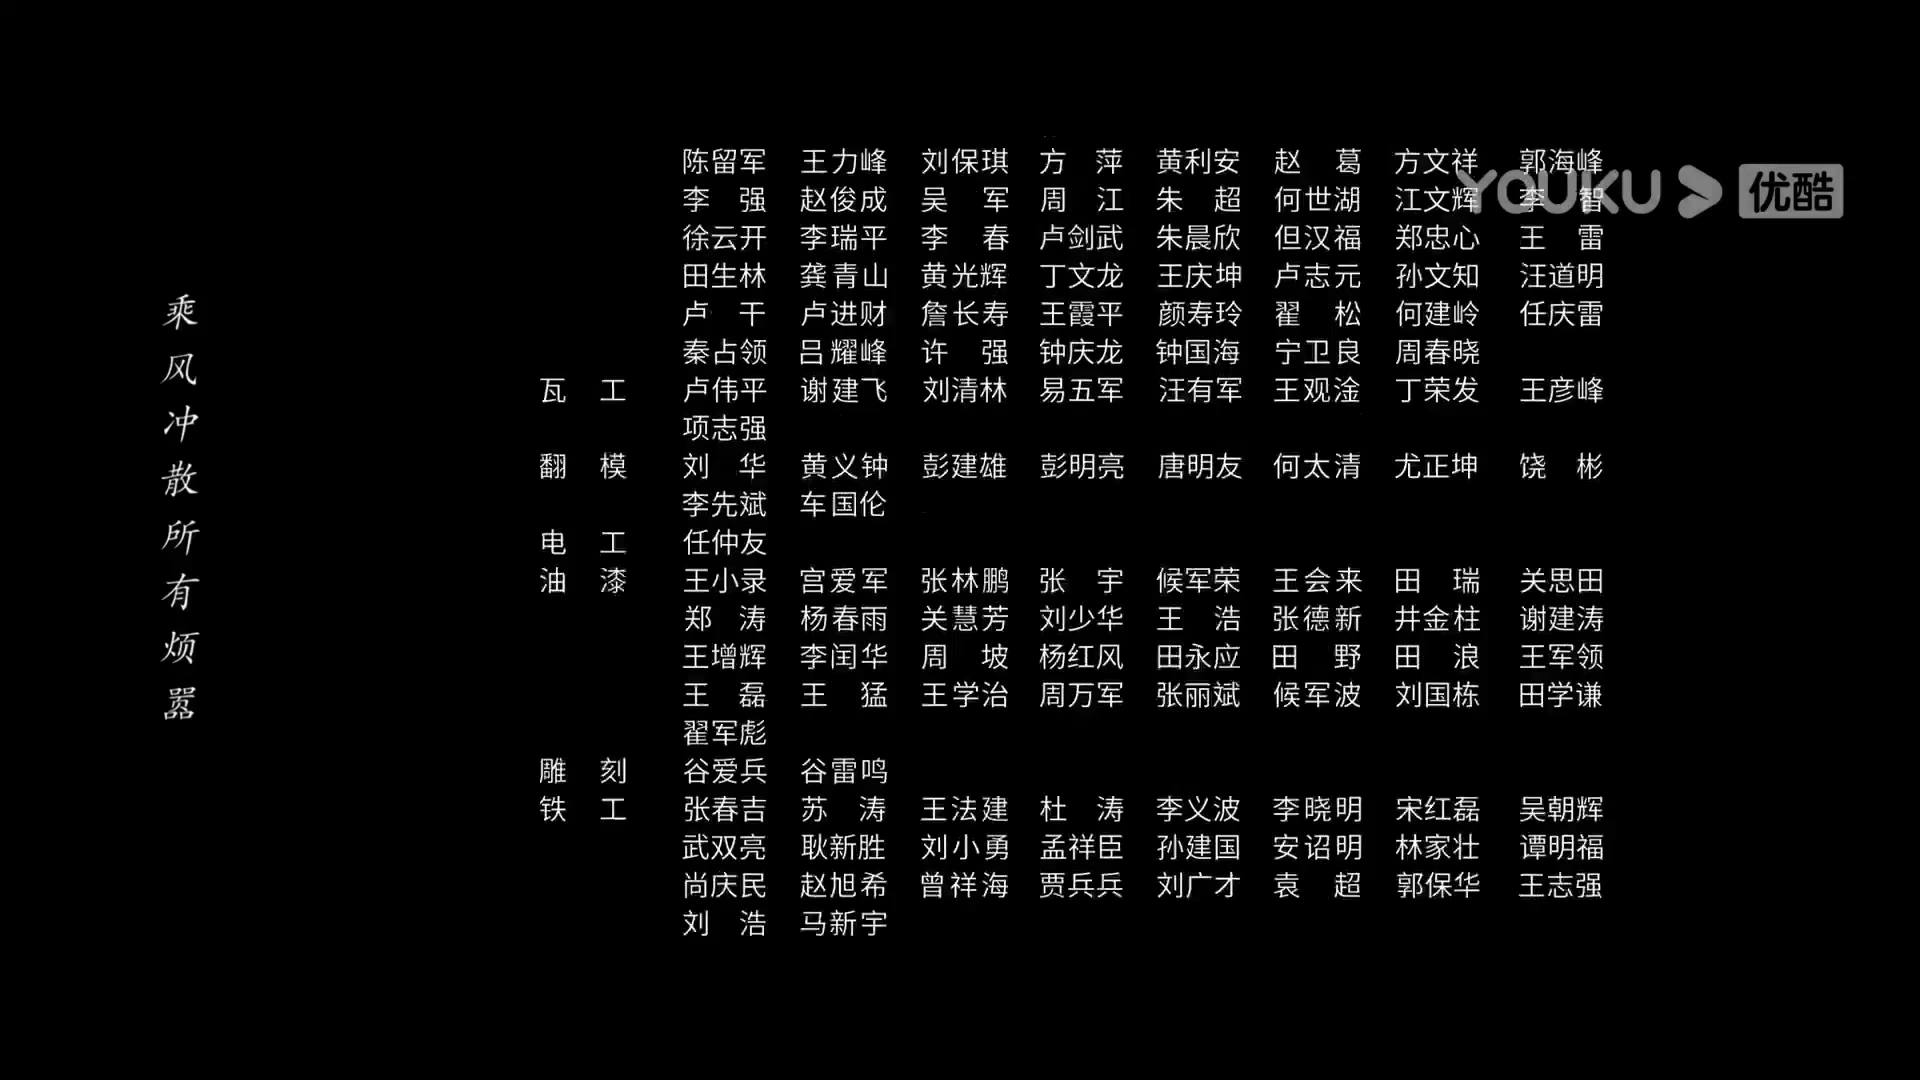 陈留军 王力峰 刘保琪 方 萍 黄利安 赵 葛 方文祥 郭海峰
YOUKU 优酷
李 强 赵俊成 吴 军 周 江 朱 超 何世湖 江文辉 李 智
徐云开 李瑞平 李 春 卢剑武 朱晨欣 但汉福 郑忠心 王 雷
田生林 龚青山 黄光辉 丁文龙 王庆坤 卢志元 孙文知 汪道明
卢 干 卢进财 詹长寿 王霞平 颜寿玲 翟 松 何建岭 任庆雷
秦占领 吕耀峰 许 强 钟庆龙 钟国海 宁卫良 周春晓
瓦 工 卢伟平 谢建飞 刘清林 易五军 汪有军 王观淦 丁荣发 王彦峰
项志强
翻 模 刘 华 黄义钟 彭建雄 彭明亮 唐明友 何太清 尤正坤 饶 彬
李先斌 车国伦
电 工 任仲友
油 漆 王小录 宫爱军 张林鹏 张 宇 候军荣 王会来 田 瑞 关思田
郑 涛 杨春雨 关慧芳 刘少华 王 浩 张德新 井金柱 谢建涛
王增辉 李闰华 周 坡 杨红风 田永应 田 野 田 浪 王军领
王 磊 王 猛 王学治 周万军 张丽斌 候军波 刘国栋 田学谦
翟军彪
雕 刻 谷爱兵 谷雷鸣
铁 工 张春吉 苏 涛 王法建 杜 涛 李义波 李晓明 宋红磊 吴朝辉
武双亮 耿新胜 刘小勇 孟祥臣 孙建国 安诏明 林家壮 谭明福
尚庆民 赵旭希 曾祥海 贾兵兵 刘广才 袁 超 郭保华 王志强
刘 浩 马新宇
乘风冲散所有烦嚣